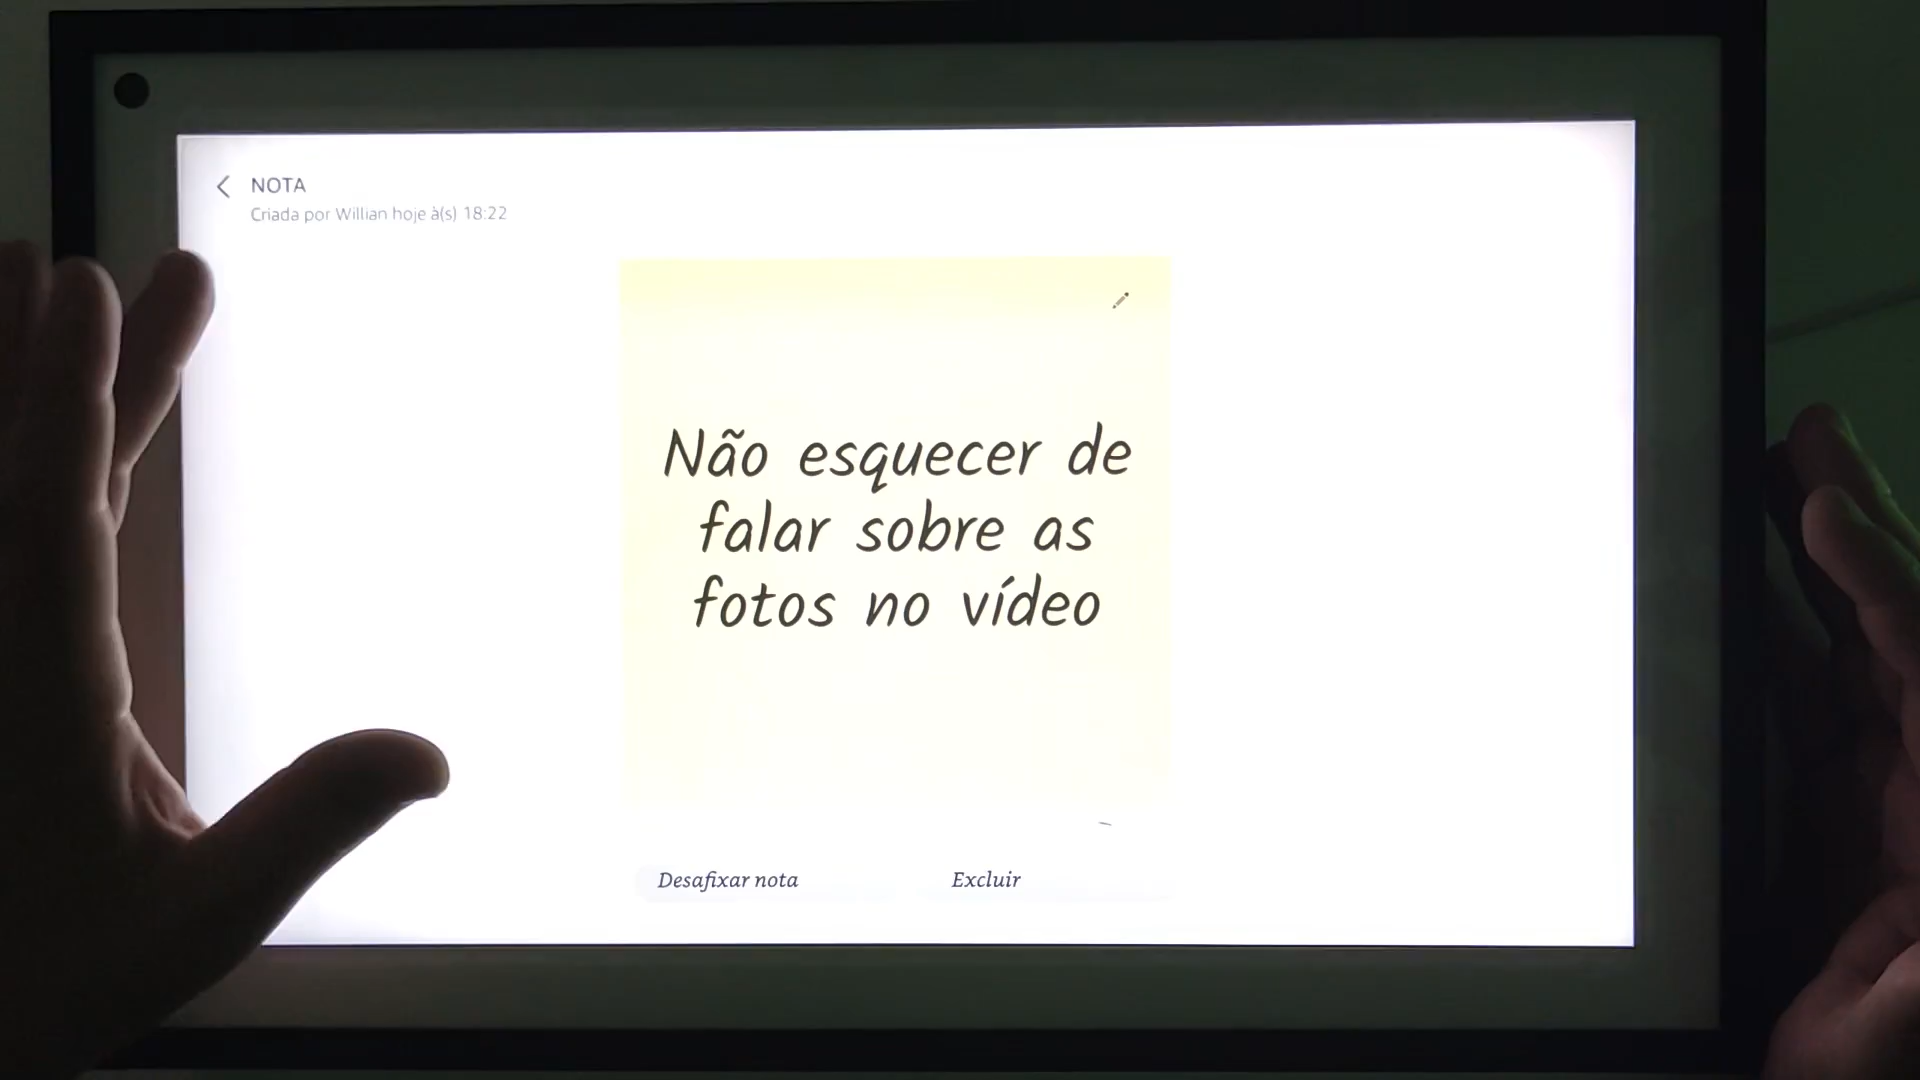 NOTA
Criada por Willian hoje à(s) 18:22
Não esquecer de
falar sobre as
fotos no vídeo
Desafixar nota
Excluir